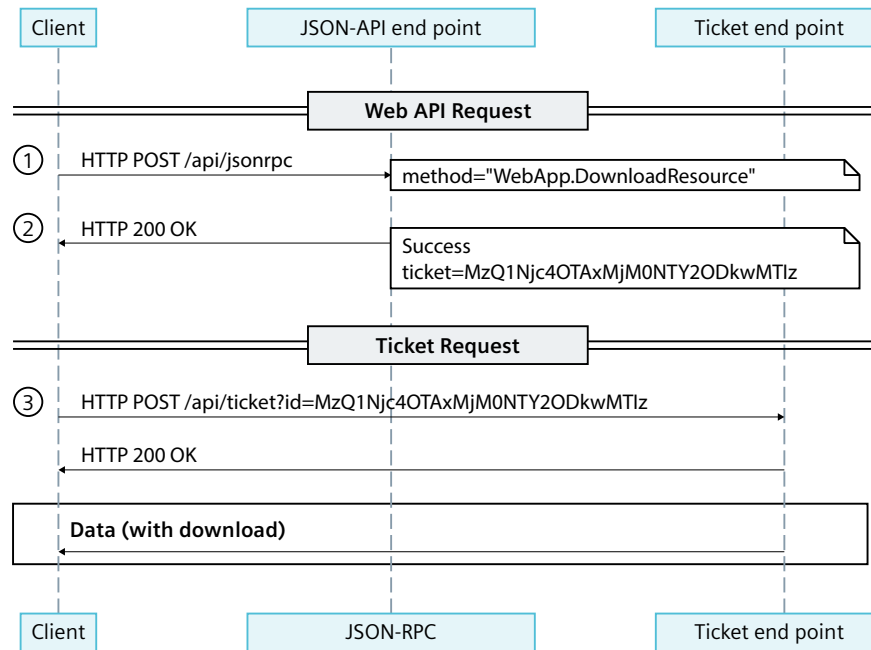 Client
JSON-API end point
Ticket end point
Web API Request
1
HTTP POST /api/jsonrpc
method="WebApp.DownloadResource"
2
HTTP 200 OK
Success
ticket=MzQ1Njc4OTAxMjM0NTY2ODkwMTIz
Ticket Request
3
HTTP POST /api/ticket?id=MzQ1Njc4OTAxMjM0NTY2ODkwMTIz
HTTP 200 OK
Data (with download)
Client
JSON-RPC
Ticket end point